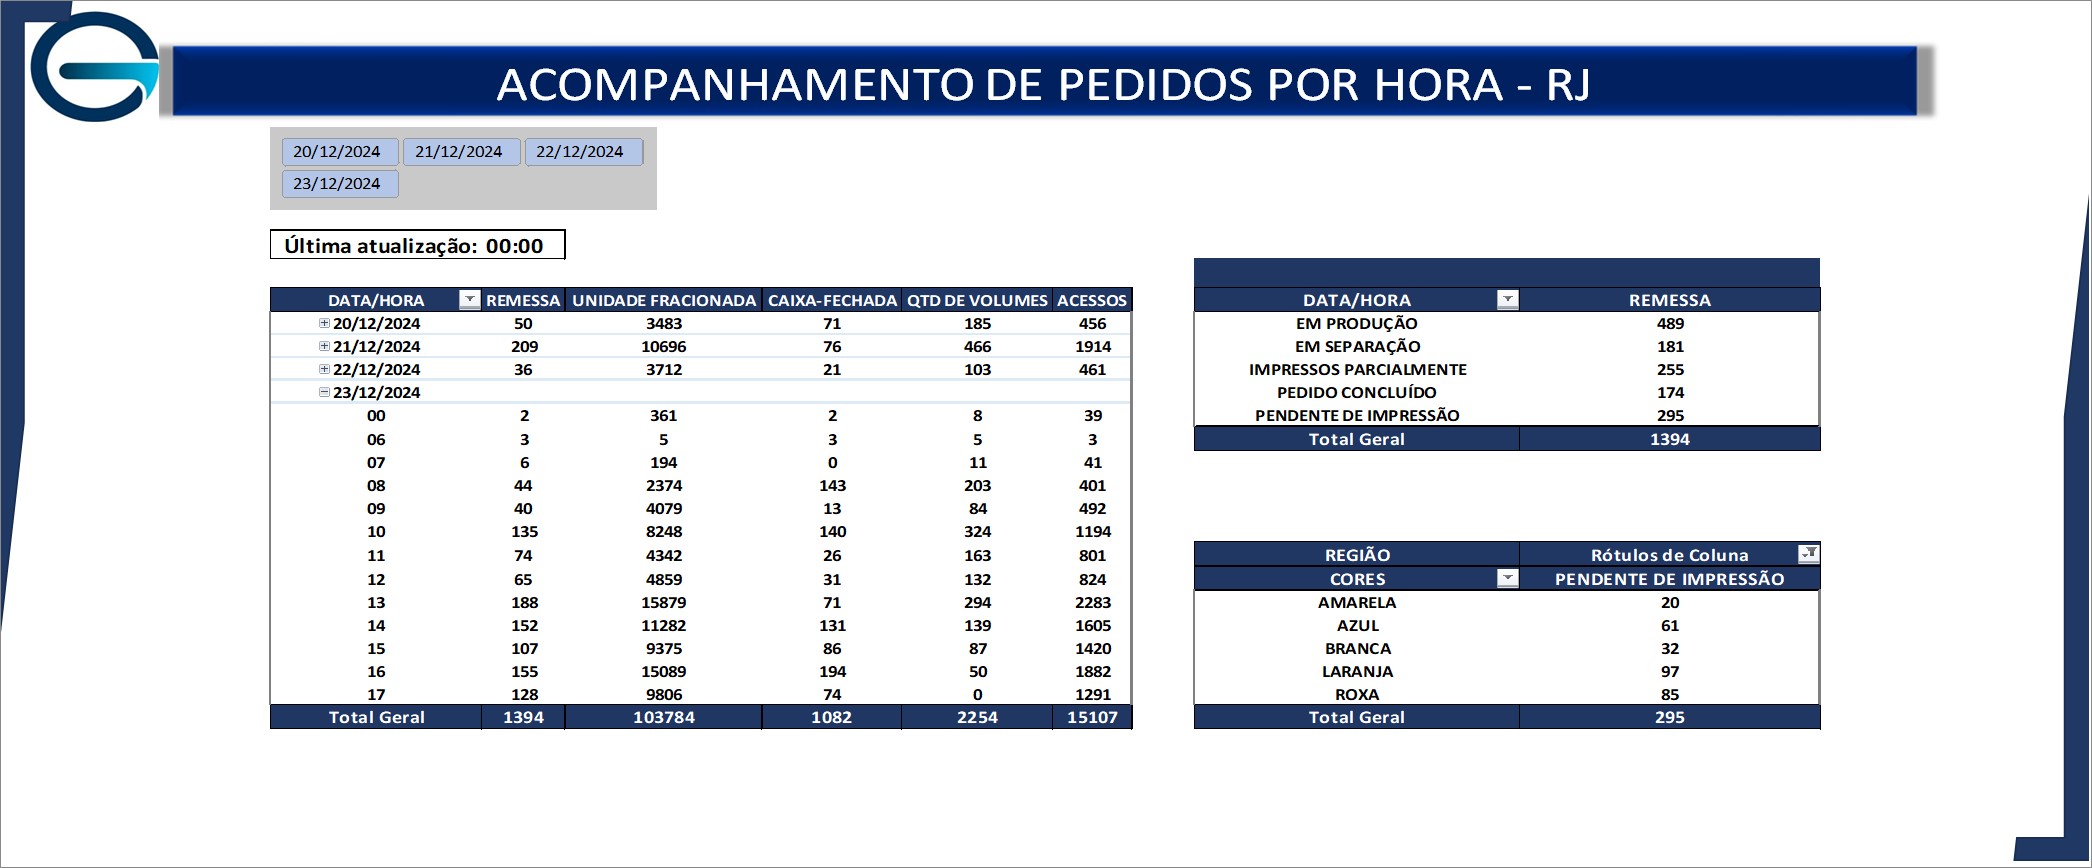 ACOMPANHAMENTO DE PEDIDOS POR HORA - RJ
20/12/2024 21/12/2024 22/12/2024
23/12/2024
Última atualização: 00:00
DATA/HORA REMESSA UNIDADE FRACIONADA CAIXA-FECHADA QTD DE VOLUMES ACESSOS
20/12/2024 50 3483 71 185 456
21/12/2024 209 10696 76 466 1914
22/12/2024 36 3712 21 103 461
23/12/2024
00 2 361 2 8 39
06 3 5 3 5 3
07 6 194 0 11 41
08 44 2374 143 203 401
09 40 4079 13 84 492
10 135 8248 140 324 1194
11 74 4342 26 163 801
12 65 4859 31 132 824
13 188 15879 71 294 2283
14 152 11282 131 139 1605
15 107 9375 86 87 1420
16 155 15089 194 50 1882
17 128 9806 74 0 1291
Total Geral 1394 103784 1082 2254 15107
DATA/HORA REMESSA
EM PRODUÇÃO 489
EM SEPARAÇÃO 181
IMPRESSOS PARCIALMENTE 255
PEDIDO CONCLUÍDO 174
PENDENTE DE IMPRESSÃO 295
Total Geral 1394
REGIÃO Rótulos de Coluna
CORES PENDENTE DE IMPRESSÃO
AMARELA 20
AZUL 61
BRANCA 32
LARANJA 97
ROXA 85
Total Geral 295